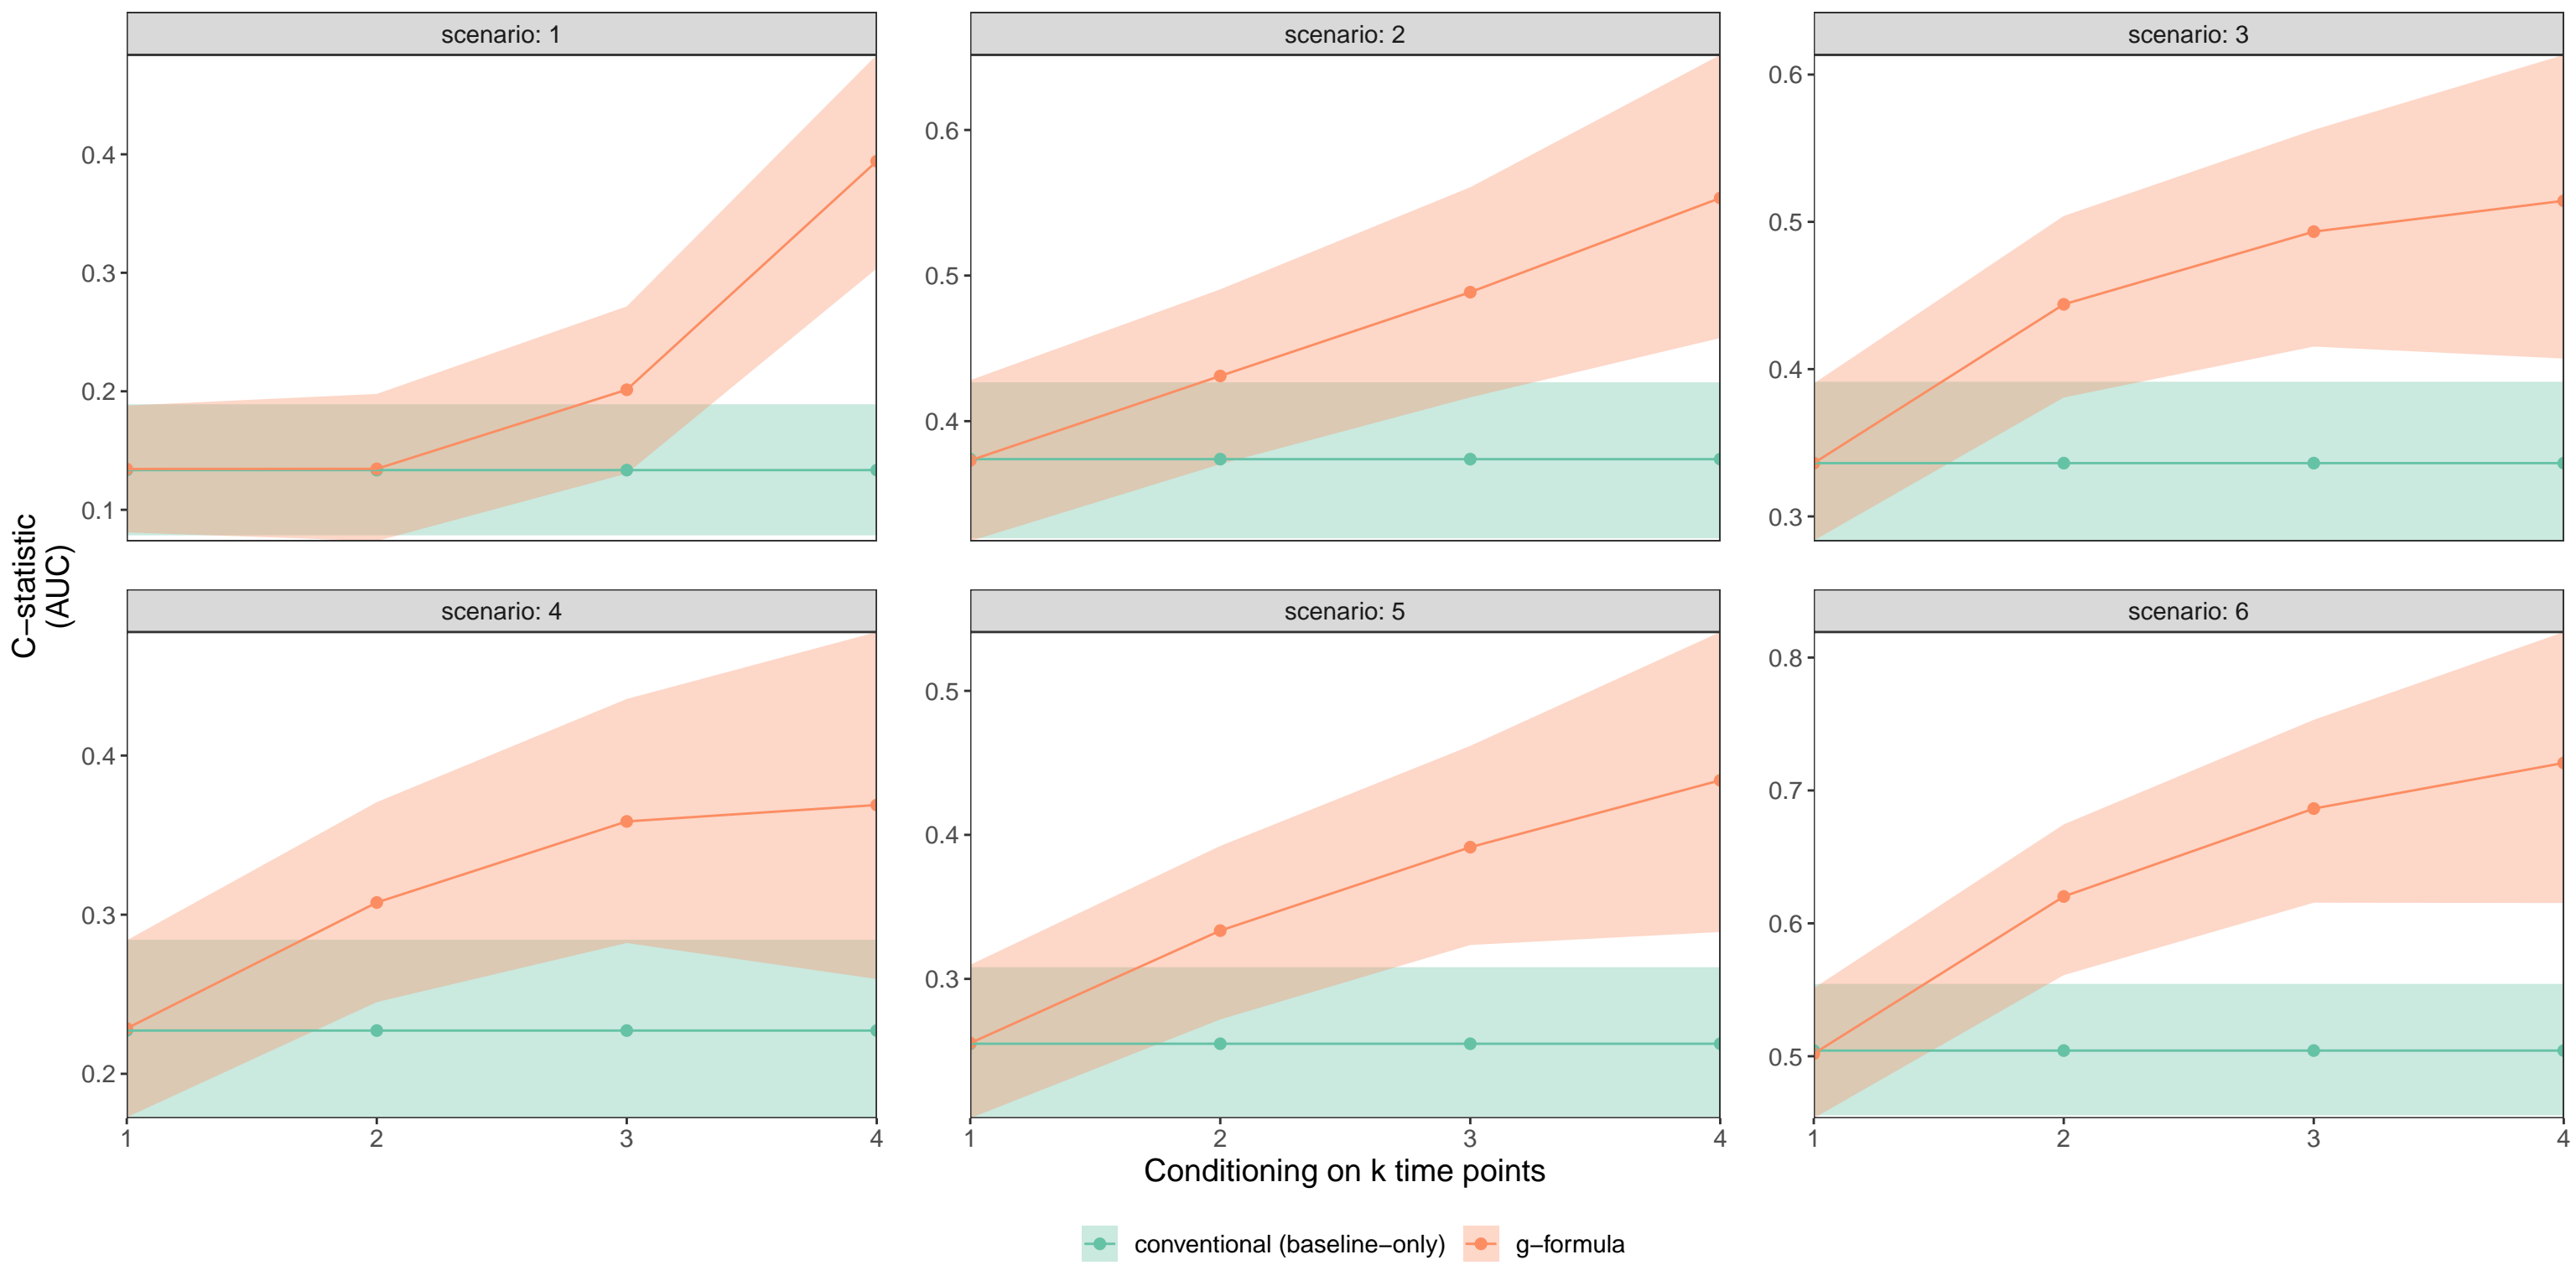 scenario: 1
scenario: 2
scenario: 3
0.4
0.3
0.2
0.1
0.6
0.5
0.4
0.6
0.5
0.4
0.3
C−statistic
(AUC)
scenario: 4
scenario: 5
scenario: 6
0.4
0.3
0.2
0.5
0.4
0.3
0.8
0.7
0.6
0.5
1 2 3 4
1 2 3 4
1 2 3 4
Conditioning on k time points
conventional (baseline−only) g−formula